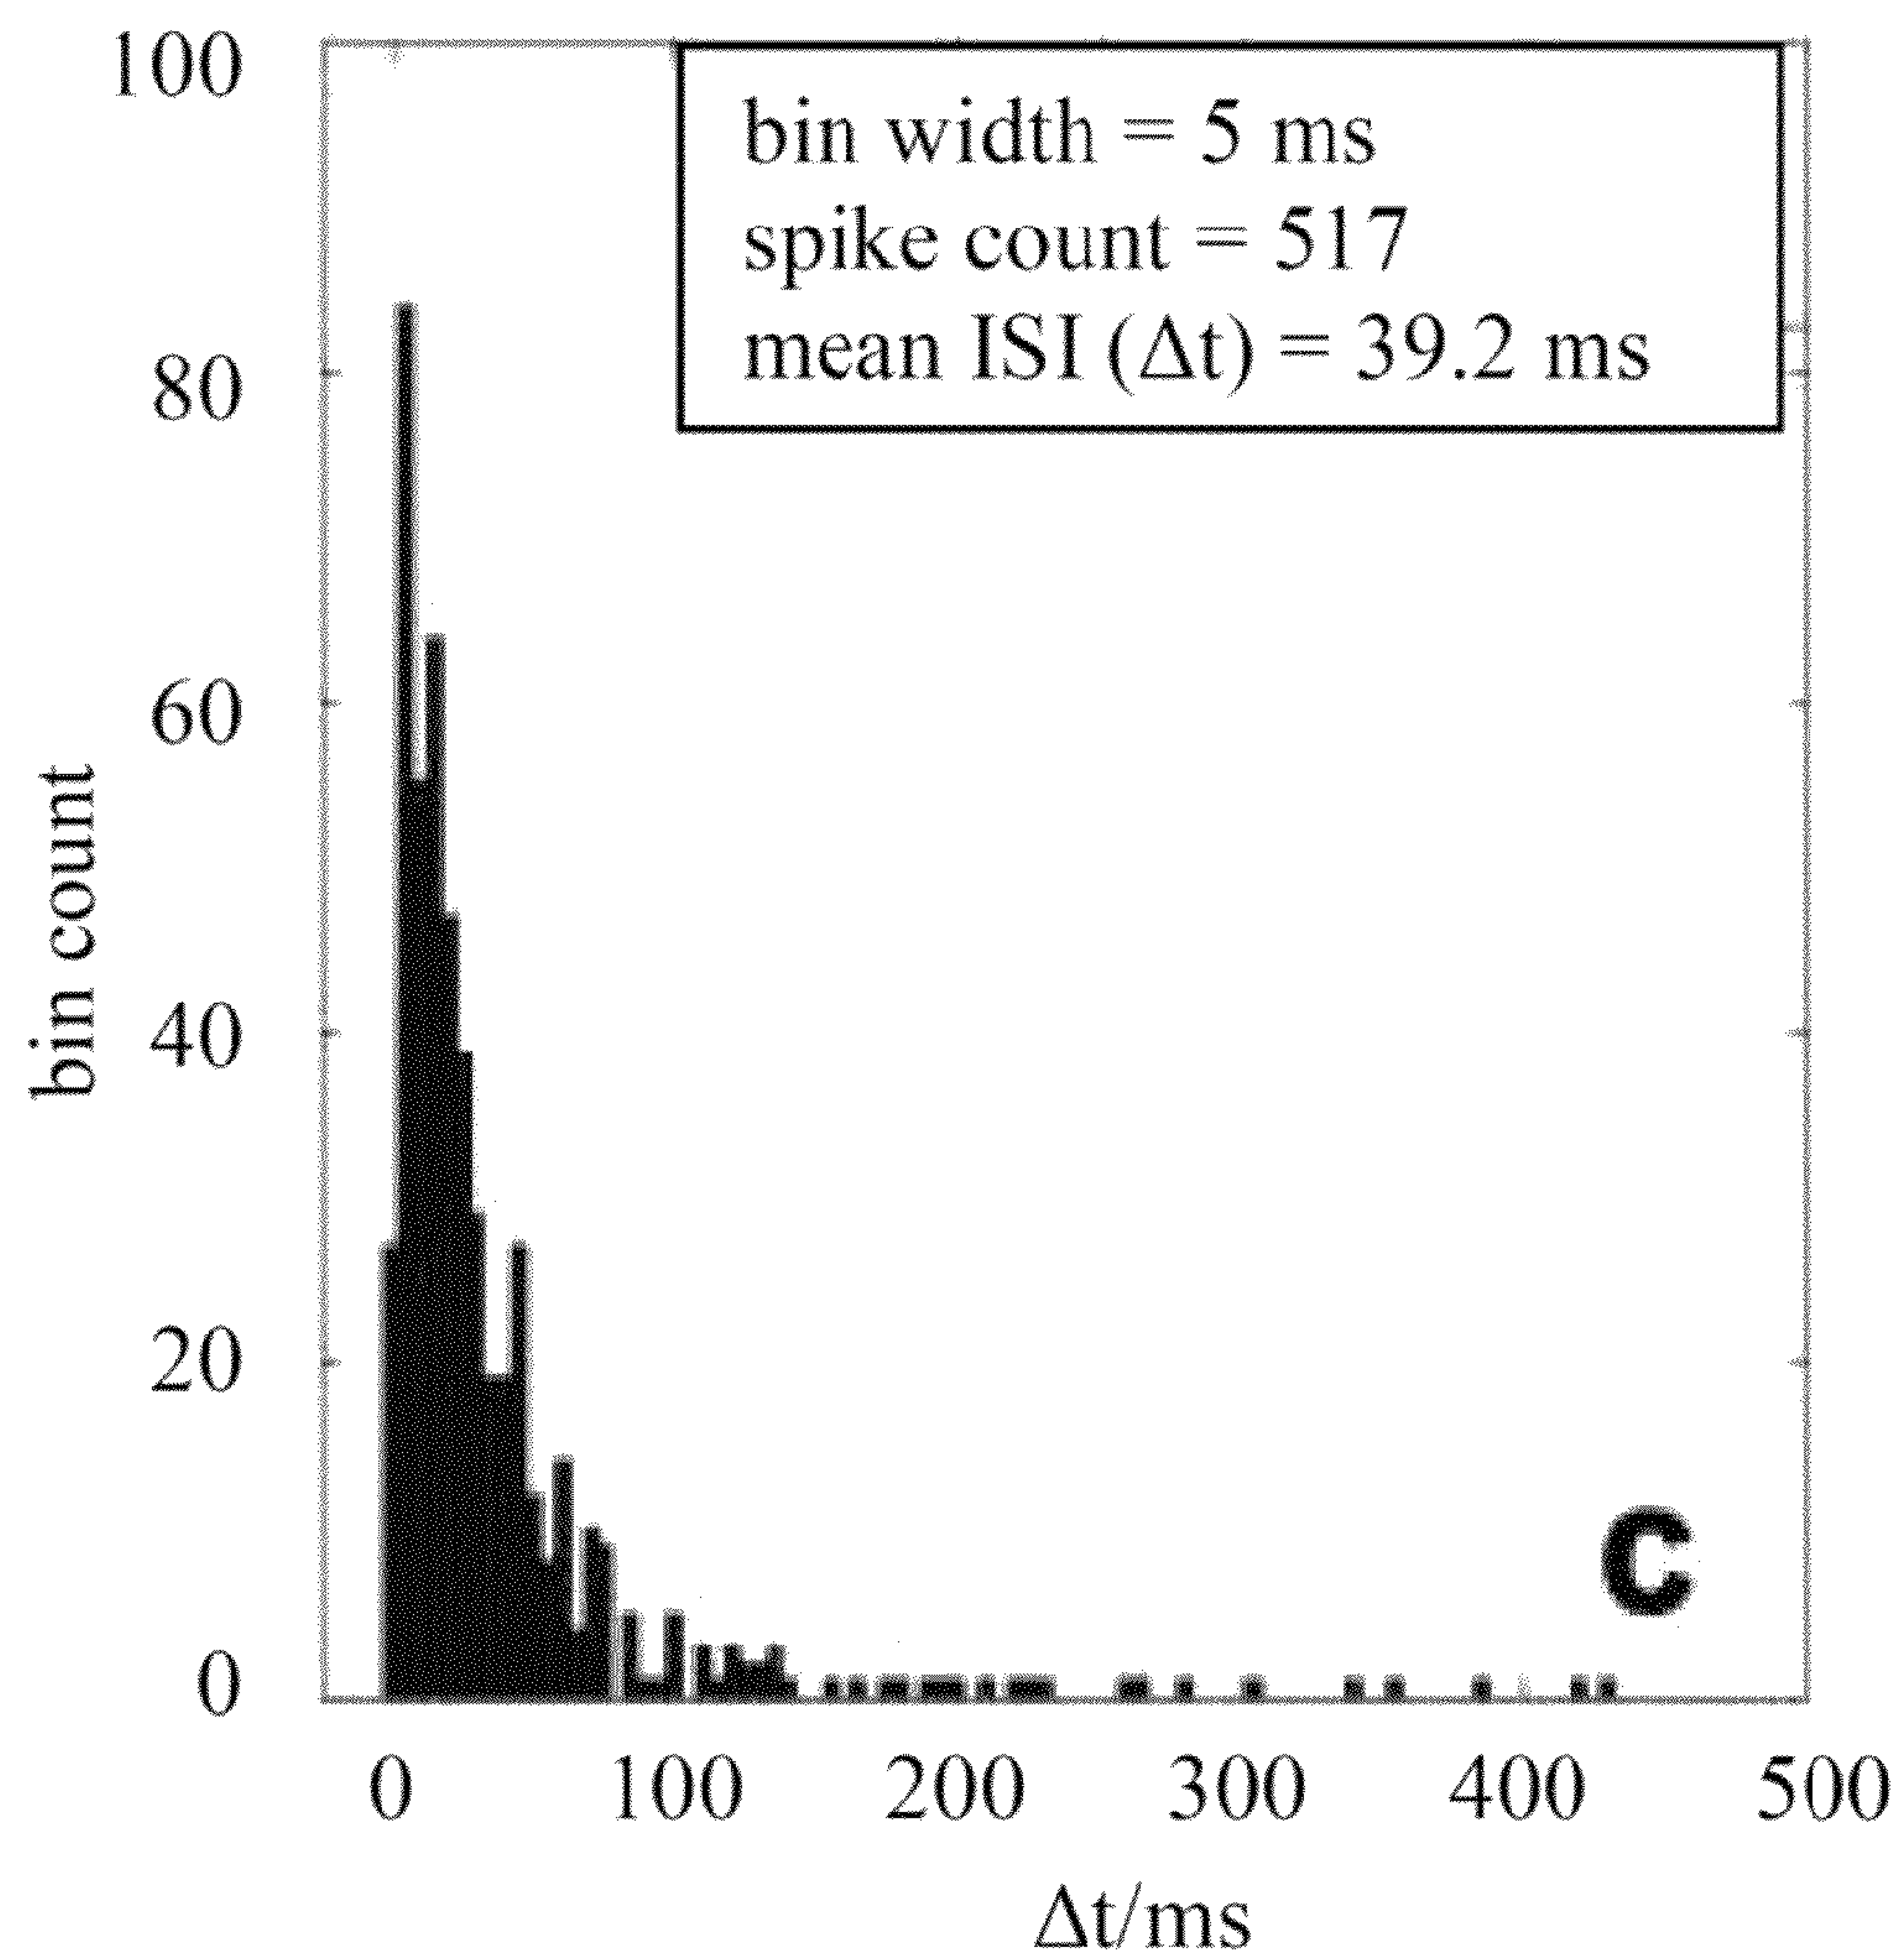 100
80
60
40
20
0
bin count
bin width = 5 ms
spike count = 517
mean ISI (Δt) = 39.2 ms
C
0 100 200 300 400 500
Δt/ms